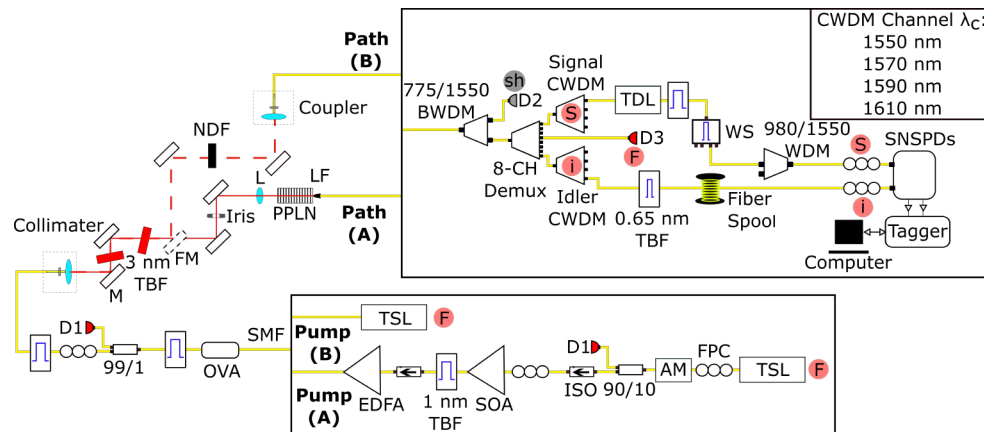 CWDM Channel λC:
1550 nm
1570 nm
1590 nm
1610 nm
Path
(B)
Coupler
NDF
L
LF
PPLN
Iris
Path
(A)
Collimater
3 nm
TBF
FM
M
775/1550
BWDM
sh
D2
Signal
CWDM
S
TDL
WS
980/1550
WDM
S
SNSPDs
D3
F
8-CH
Demux
i
Idler
CWDM
0.65 nm
TBF
Fiber
Spool
i
Tagger
Computer
D1
99/1
OVA
SMF
Pump
(B)
TSL
F
Pump
(A)
EDFA
1 nm
TBF
SOA
ISO
D1
90/10
AM
FPC
TSL
F